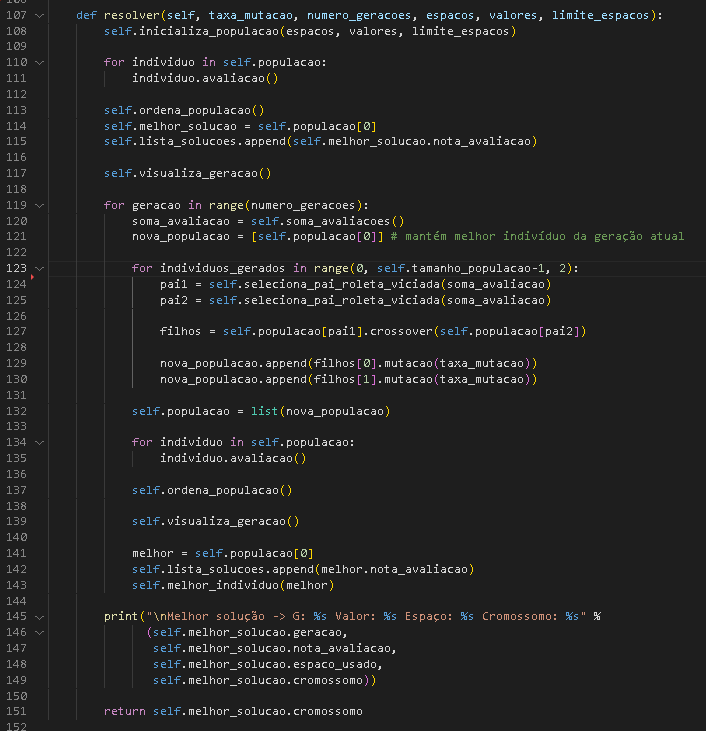 106
107 def resolver(self, taxa_mutacao, numero_geracoes, espaços, valores, limite_espacos):
108 self.inicializa_populacao(espaços, valores, limite_espacos)
109
110 for individuo in self.populacao:
111 individuo.avaliacao()
112
113 self.ordena_populacao()
114 self.melhor_solucao = self.populacao[0]
115 self.lista_solucoes.append(self.melhor_solucao.nota_avaliacao)
116
117 self.visualiza_geracao()
118
119 for geracao in range(numero_geracoes):
120 soma_avaliacao = self.soma_avaliacoes()
121 nova_populacao = [self.populacao[0]] # mantém melhor indivíduo da geração atual
122
123 for individuos_gerados in range(0, self.tamanho_populacao-1, 2):
124 pai1 = self.seleciona_pai_roleta_viciada(soma_avaliacao)
125 pai2 = self.seleciona_pai_roleta_viciada(soma_avaliacao)
126
127 filhos = self.populacao[pai1].crossover(self.populacao[pai2])
128
129 nova_populacao.append(filhos[0].mutacao(taxa_mutacao))
130 nova_populacao.append(filhos[1].mutacao(taxa_mutacao))
131
132 self.populacao = list(nova_populacao)
133
134 for individuo in self.populacao:
135 individuo.avaliacao()
136
137 self.ordena_populacao()
138
139 self.visualiza_geracao()
140
141 melhor = self.populacao[0]
142 self.lista_solucoes.append(melhor.nota_avaliacao)
143 self.melhor_individuo(melhor)
144
145 print("\nMelhor solução -> G: %s Valor: %s Espaço: %s Cromossomo: %s" %
146 (self.melhor_solucao.geracao,
147 self.melhor_solucao.nota_avaliacao,
148 self.melhor_solucao.espaco_usado,
149 self.melhor_solucao.cromossomo))
150
151 return self.melhor_solucao.cromossomo
152